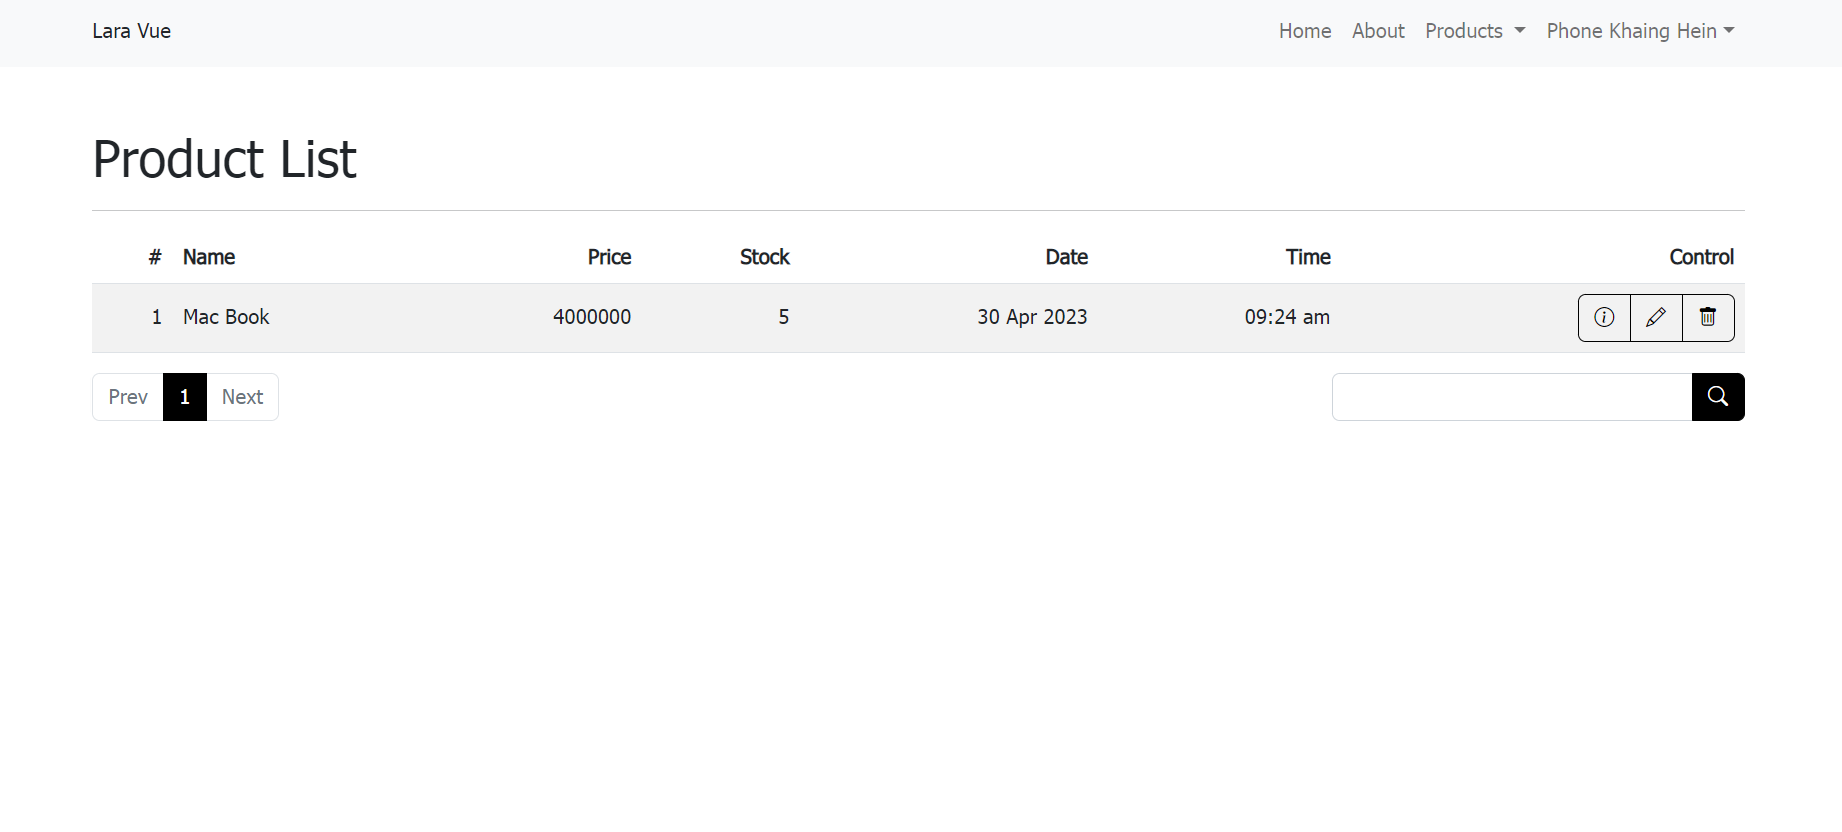 Lara Vue Home About Products Phone Khaing Hein
Product List
# Name Price Stock Date Time Control
1 Mac Book 4000000 5 30 Apr 2023 09:24 am
Prev 1 Next